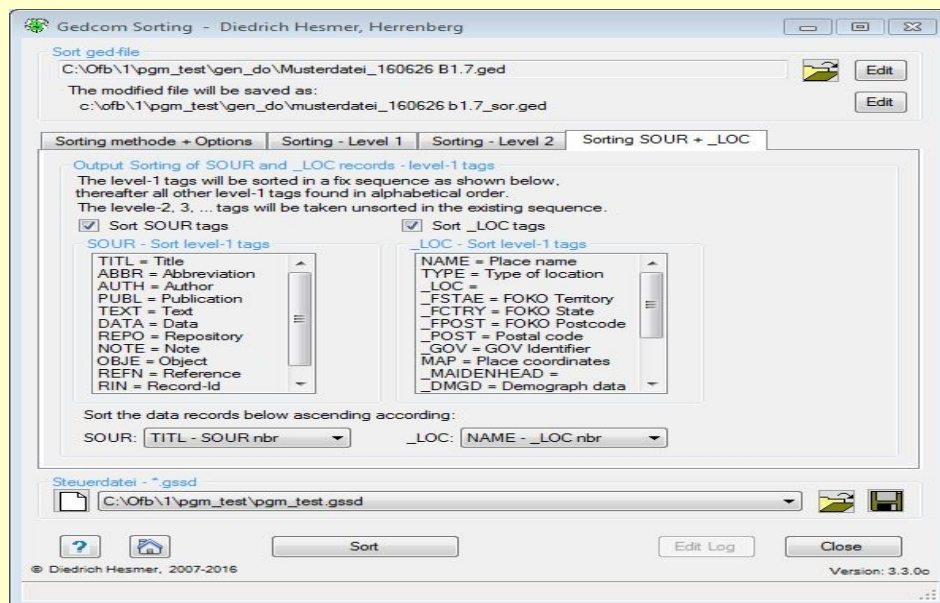 Gedcom Sorting - Diedrich Hesmer, Herrenberg
Sort ged-file
C:\Ofb\1\pgm_test\gen_do\Musterdatei_160626 B1.7.ged
Edit
The modified file will be saved as:
c:\ofb\1\pgm_test\gen_do\musterdatei_160626 b1.7_sor.ged
Edit
Sorting methode + Options
Sorting - Level 1
Sorting - Level 2
Sorting SOUR + _LOC
Output Sorting of SOUR and _LOC records - level-1 tags
The level-1 tags will be sorted in a fix sequence as shown below,
thereafter all other level-1 tags found in alphabetical order.
The levele-2, 3, ... tags will be taken unsorted in the existing sequence.
Sort SOUR tags
Sort _LOC tags
SOUR - Sort level-1 tags
TITL = Title
ABBR = Abbreviation
AUTH = Author
PUBL = Publication
TEXT = Text
DATA = Data
REPO = Repository
NOTE = Note
OBJE = Object
REFN = Reference
RIN = Record-Id
_LOC - Sort level-1 tags
NAME = Place name
TYPE = Type of location
_LOC =
_FSTAE = FOKO Territory
_FCTRY = FOKO State
_FPOST = FOKO Postcode
_POST = Postal code
_GOV = GOV Identifier
MAP = Place coordinates
_MAIDENHEAD =
_DMGD = Demograph data
Sort the data records below ascending according:
SOUR: TITL - SOUR nbr
_LOC: NAME - _LOC nbr
Steuerdatei - *.gssd
C:\Ofb\1\pgm_test\pgm_test.gssd
?
Sort
Edit Log
Close
© Diedrich Hesmer, 2007-2016
Version: 3.3.0c